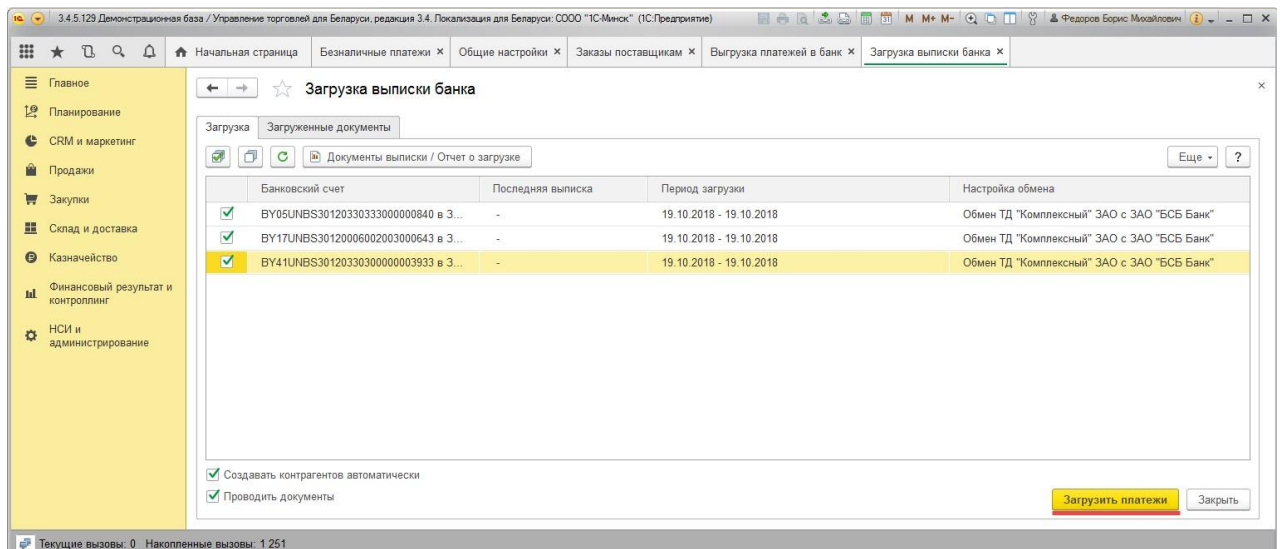 3.4.5.129 Демонстрационная база / Управление торговлей для Беларуси, редакция 3.4. Локализация для Беларуси: СООО "1С-Минск" (1С:Предприятие) M M+ M- Федоров Борис Михайлович
Начальная страница Безналичные платежи × Общие настройки × Заказы поставщикам × Выгрузка платежей в банк × Загрузка выписки банка ×
Главное
Планирование
CRM и маркетинг
Продажи
Закупки
Склад и доставка
Казначейство
Финансовый результат и
контроллинг
НСИ и
администрирование
Загрузка выписки банка
Загрузка Загруженные документы
Документы выписки / Отчет о загрузке Еще ?
Банковский счет Последняя выписка Период загрузки Настройка обмена
BY05UNBS30120330333000000840 в З... - 19.10.2018 - 19.10.2018 Обмен ТД "Комплексный" ЗАО с ЗАО "БСБ Банк"
BY17UNBS30120006002003000643 в З... - 19.10.2018 - 19.10.2018 Обмен ТД "Комплексный" ЗАО с ЗАО "БСБ Банк"
BY41UNBS30120330300000003933 в З... - 19.10.2018 - 19.10.2018 Обмен ТД "Комплексный" ЗАО с ЗАО "БСБ Банк"
Создавать контрагентов автоматически
Проводить документы
Загрузить платежи Закрыть
Текущие вызовы: 0 Накопленные вызовы: 1 251